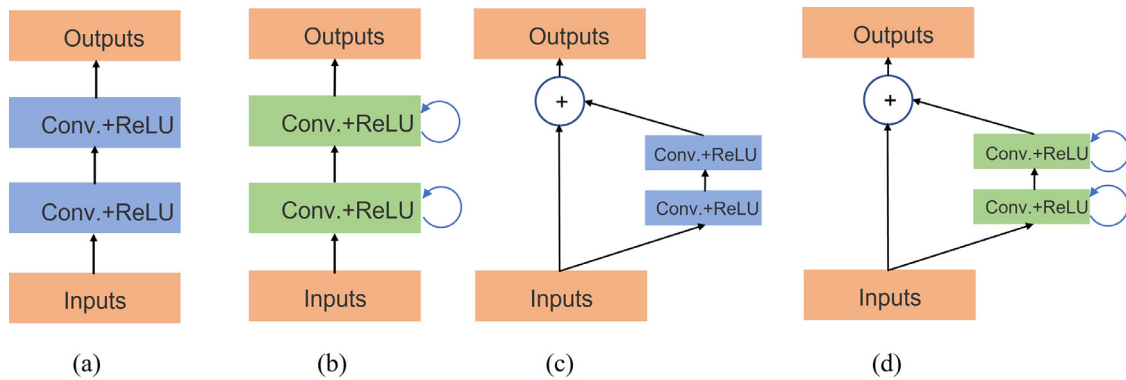 Outputs
Conv.+ReLU
Conv.+ReLU
Inputs
(a)
Outputs
Conv.+ReLU
Conv.+ReLU
Inputs
(b)
Outputs
+
Conv.+ReLU
Conv.+ReLU
Inputs
(c)
Outputs
+
Conv.+ReLU
Conv.+ReLU
Inputs
(d)